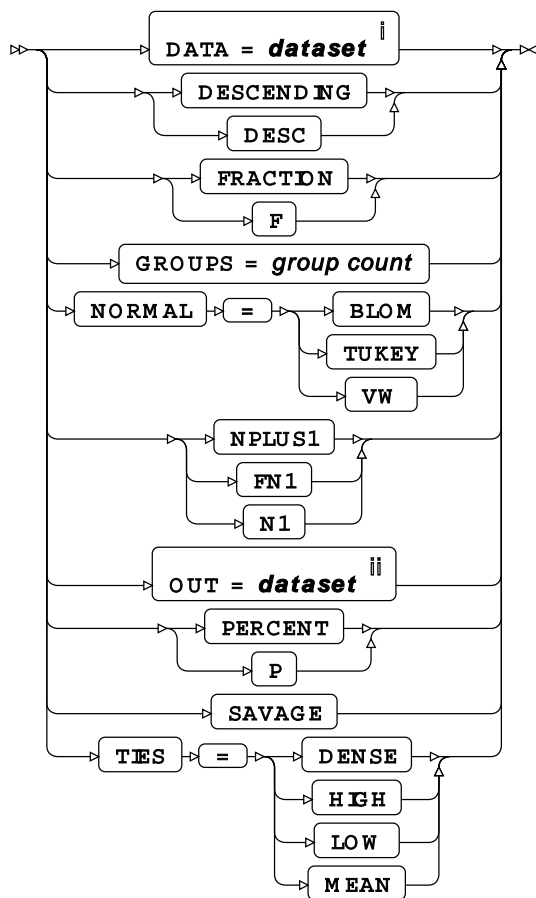 DATA = dataset i
DESCENDING
DESC
FRACTION
F
GROUPS = group count
NORMAL = BLOM
TUKEY
VW
NPLUS1
FN1
N1
OUT = dataset ii
PERCENT
P
SAVAGE
TIES = DENSE
HIGH
LOW
MEAN